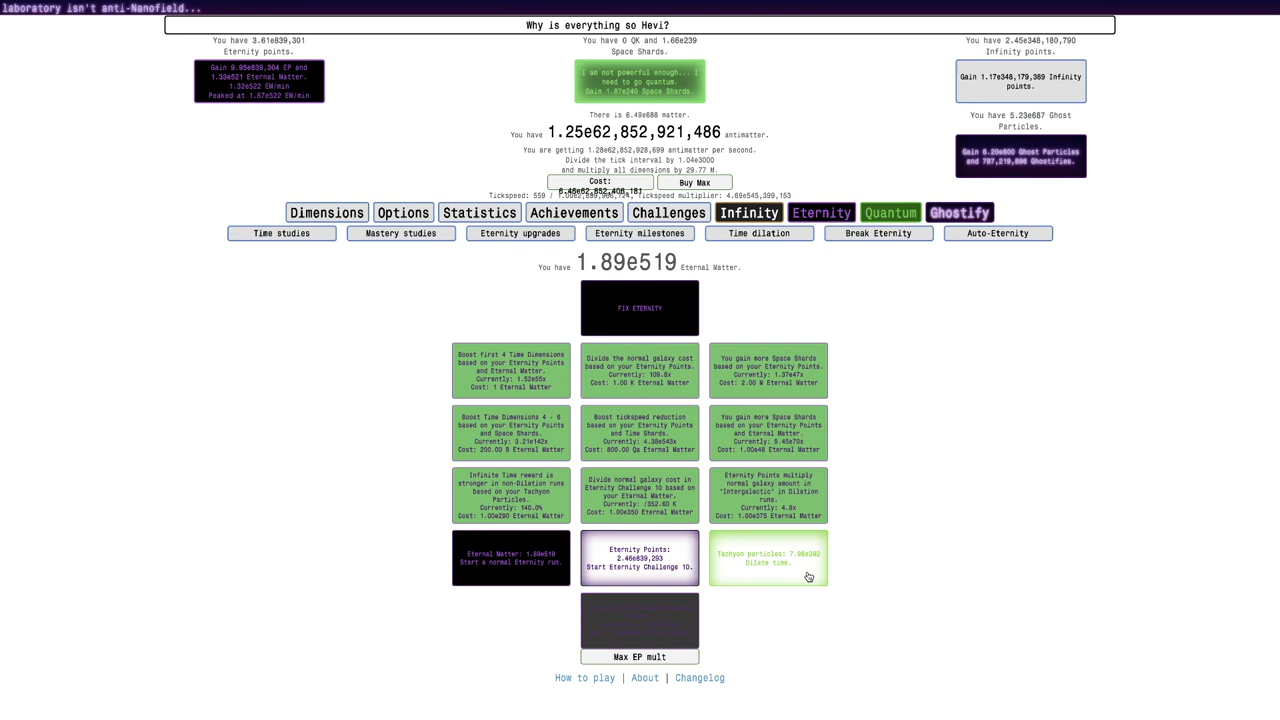 laboratory isn't anti-Nanofield...
Why is everything so Hevi?
You have 3.61e839,301
Eternity points.
Gain 9.95e839,304 EP and
1.33e521 Eternal Matter.
1.32e522 EM/min
Peaked at 1.57e522 EM/min
You have 0 QK and 1.66e239
Space Shards.
I am not powerful enough... I
need to go quantum.
Gain 1.87e240 Space Shards.
You have 2.45e348,180,790
Infinity points.
Gain 1.17e348,179,389 Infinity
points.
There is 6.49e688 matter.
You have 1.25e62,852,921,486 antimatter.
You are getting 1.28e62,852,928,699 antimatter per second.
Divide the tick interval by 1.04e3000
and multiply all dimensions by 29.77 M.
You have 5.23e687 Ghost
Particles.
Gain 6.20e800 Ghost Particles
and 767,219,896 Ghostifies.
Cost:
Buy Max
Dimensions
Options
Statistics
Achievements
Challenges
Infinity
Eternity
Quantum
Ghostify
Time studies
Mastery studies
Eternity upgrades
Eternity milestones
Time dilation
Break Eternity
Auto-Eternity
You have 1.89e519 Eternal Matter.
FIX ETERNITY
Boost first 4 Time Dimensions
based on your Eternity Points
and Eternal Matter.
Currently: 1.52e55x
Cost: 1 Eternal Matter
Divide the normal galaxy cost
based on your Eternity Points.
Currently: 109.8x
Cost: 1.00 K Eternal Matter
You gain more Space Shards
based on your Eternity Points.
Currently: 1.37e47x
Cost: 2.00 M Eternal Matter
Boost Time Dimensions 4 - 6
based on your Eternity Points
and Space Shards.
Currently: 3.21e142x
Cost: 200.00 B Eternal Matter
Boost tickspeed reduction
based on your Eternity Points
and Time Shards.
Currently: 4.38e543x
Cost: 800.00 Qa Eternal Matter
You gain more Space Shards
based on your Eternity Points
and Eternal Matter.
Currently: 9.45e70x
Cost: 1.00e48 Eternal Matter
Infinite Time reward is
stronger in non-Dilation runs
based on your Tachyon
Particles.
Currently: 140.0%
Cost: 1.00e290 Eternal Matter
Divide normal galaxy cost in
Eternity Challenge 10 based on
your Eternal Matter.
Currently: /352.60 K
Cost: 1.00e350 Eternal Matter
Eternity Points multiply
normal galaxy amount in
'Intergalactic' in Dilation
runs.
Currently: 4.9x
Cost: 1.00e375 Eternal Matter
Eternal Matter: 1.89e519
Start a normal Eternity run.
Eternity Points:
2.46e839,293
Start Eternity Challenge 10.
Tachyon particles: 7.98e392
Dilate time.
Max EP mult
How to play | About | Changelog